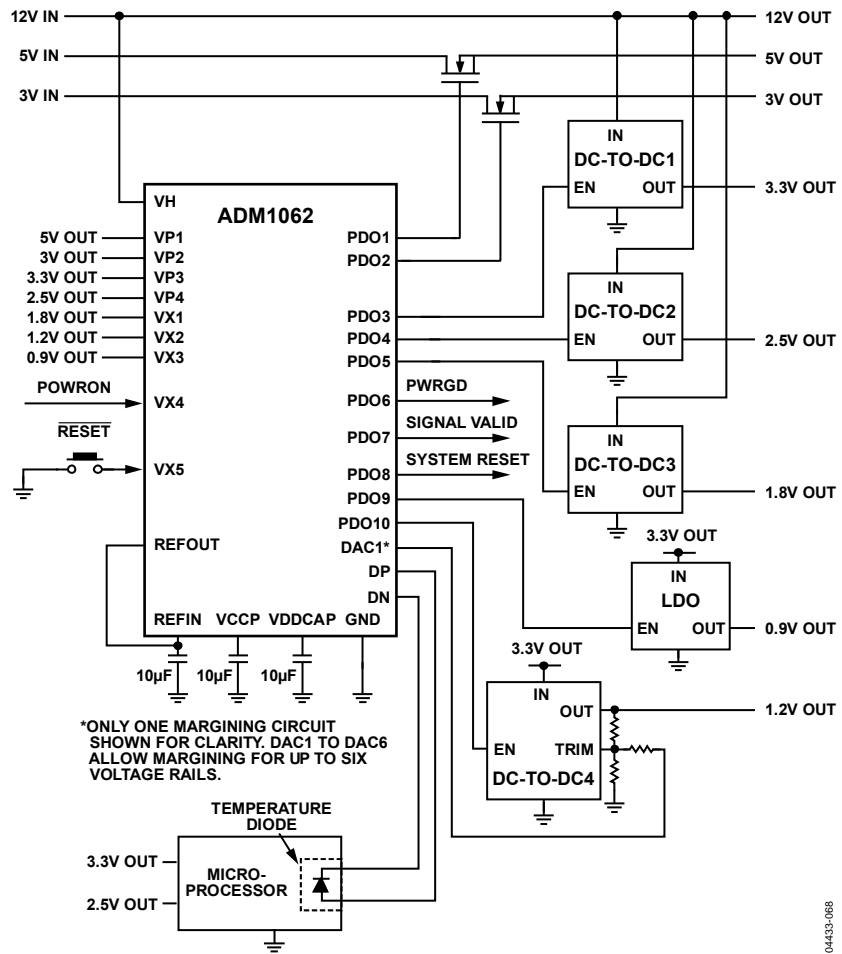 12V IN
12V OUT
5V IN
5V OUT
3V IN
3V OUT
IN
DC-TO-DC1
EN OUT
3.3V OUT
VH
ADM1062
5V OUT
VP1
3V OUT
VP2
3.3V OUT
VP3
2.5V OUT
VP4
1.8V OUT
VX1
1.2V OUT
VX2
0.9V OUT
VX3
POWRON
VX4
RESET
VX5
REFOUT
REFIN VCCP VDDCAP GND
PDO1
PDO2
PDO3
PDO4
PDO5
PDO6
PDO7
PDO8
PDO9
PDO10
DAC1*
DP
DN
PWRGD
SIGNAL VALID
SYSTEM RESET
IN
DC-TO-DC2
EN OUT
2.5V OUT
IN
DC-TO-DC3
EN OUT
1.8V OUT
3.3V OUT
IN
LDO
EN OUT
0.9V OUT
3.3V OUT
IN
OUT
1.2V OUT
EN TRIM
DC-TO-DC4
10µF 10µF 10µF
*ONLY ONE MARGINING CIRCUIT
SHOWN FOR CLARITY. DAC1 TO DAC6
ALLOW MARGINING FOR UP TO SIX
VOLTAGE RAILS.
TEMPERATURE
DIODE
3.3V OUT
2.5V OUT
MICRO-
PROCESSOR
04433-068